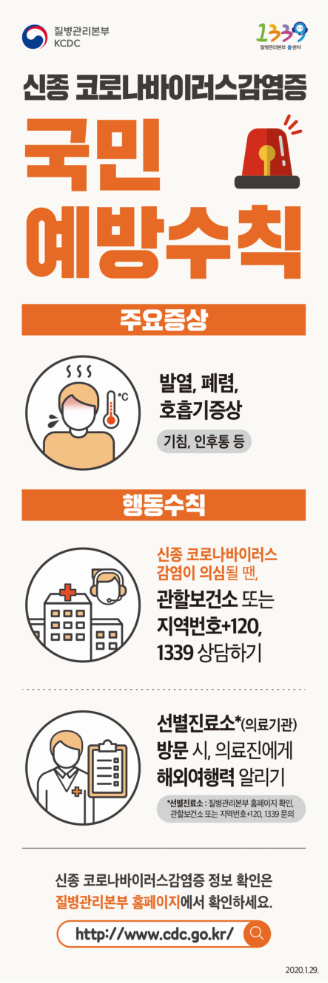 질병관리본부
KCDC
1339
질병관리본부 콜센터
신종 코로나바이러스감염증
국민
예방수칙
주요증상
°C
발열, 폐렴,
호흡기증상
기침, 인후통 등
행동수칙
신종 코로나바이러스
감염이 의심될 땐,
관할보건소 또는
지역번호+120,
1339 상담하기
선별진료소*(의료기관)
방문 시, 의료진에게
해외여행력 알리기
*선별진료소 : 질병관리본부 홈페이지 확인,
관할보건소 또는 지역번호+120, 1339 문의
신종 코로나바이러스감염증 정보 확인은
질병관리본부 홈페이지에서 확인하세요.
http://www.cdc.go.kr/
2020.1.29.